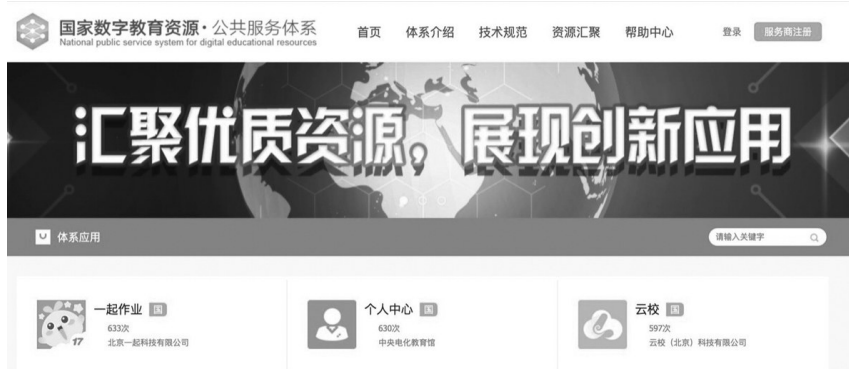 国家数字教育资源·公共服务体系
National public service system for digital educational resources
首页 体系介绍 技术规范 资源汇聚 帮助中心 登录 服务商注册
汇聚优质资源，展现创新应用
体系应用 请输入关键字
一起作业 国
633次
北京一起科技有限公司
17
个人中心 国
630次
中央电化教育馆
云校 国
597次
云校（北京）科技有限公司